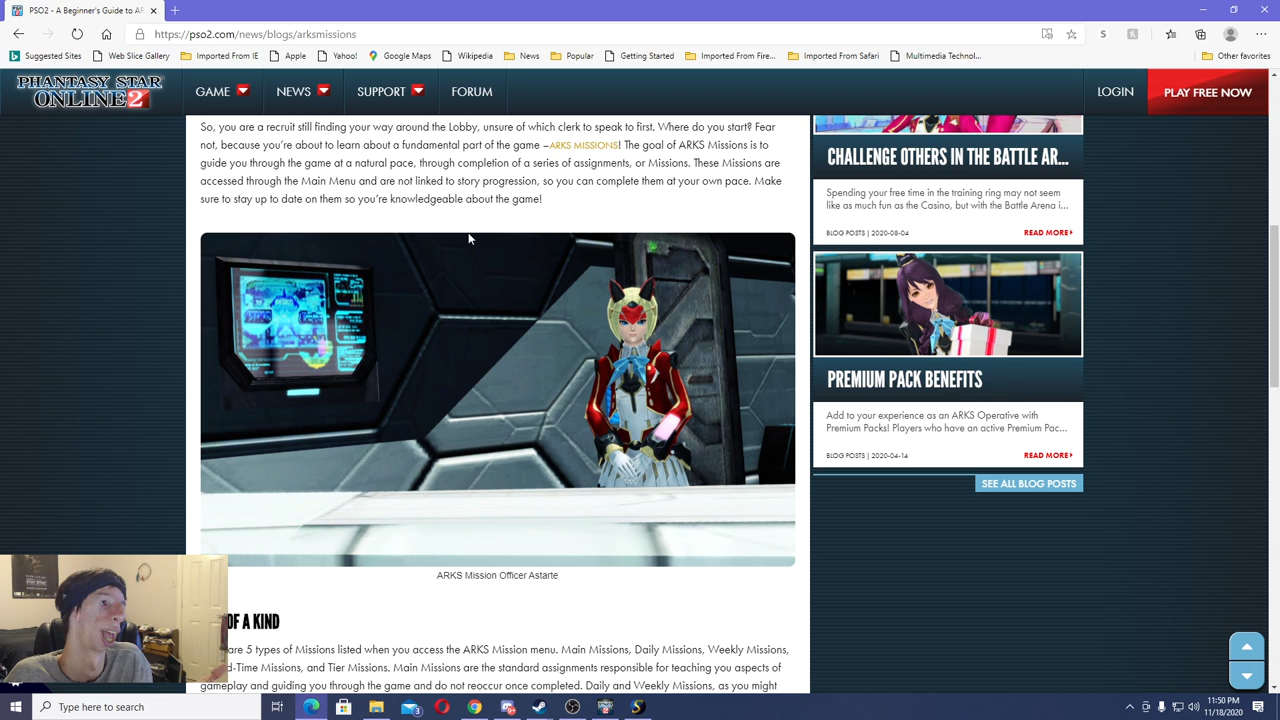 PSO2 - A Beginner's Guide to AR
https://pso2.com/news/blogs/arksmissions
Suggested Sites
Web Slice Gallery
Imported From IE
Apple
Yahoo!
Google Maps
Wikipedia
News
Popular
Getting Started
Imported From Fire...
Imported From Safari
Multimedia Technol...
Other favorites
PHANTASY STAR
ONLINE 2
GAME
NEWS
SUPPORT
FORUM
LOGIN
PLAY FREE NOW
So, you are a recruit still finding your way around the Lobby, unsure of which clerk to speak to first. Where do you start? Fear
not, because you're about to learn about a fundamental part of the game –ARKS MISSIONS! The goal of ARKS Missions is to
guide you through the game at a natural pace, through completion of a series of assignments, or Missions. These Missions are
accessed through the Main Menu and are not linked to story progression, so you can complete them at your own pace. Make
sure to stay up to date on them so you're knowledgeable about the game!
ARKS Mission Officer Astarte
OF A KIND
are 5 types of Missions listed when you access the ARKS Mission menu. Main Missions, Daily Missions, Weekly Missions,
d-Time Missions, and Tier Missions. Main Missions are the standard assignments responsible for teaching you aspects of
gameplay and guiding you through the game and do not reoccur once completed. Daily and Weekly Missions, as you might
CHALLENGE OTHERS IN THE BATTLE AR...
Spending your free time in the training ring may not seem
like as much fun as the Casino, but with the Battle Arena i...
BLOG POSTS | 2020-08-04
READ MORE
PREMIUM PACK BENEFITS
Add to your experience as an ARKS Operative with
Premium Packs! Players who have an active Premium Pac...
BLOG POSTS | 2020-04-14
READ MORE
SEE ALL BLOG POSTS
Type here to search
3
11:50 PM
11/18/2020